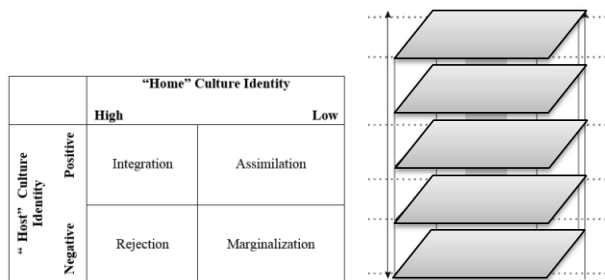 “Home” Culture Identity
High Low
“Host” Culture
Identity
Positive
Integration Assimilation
Negative
Rejection Marginalization